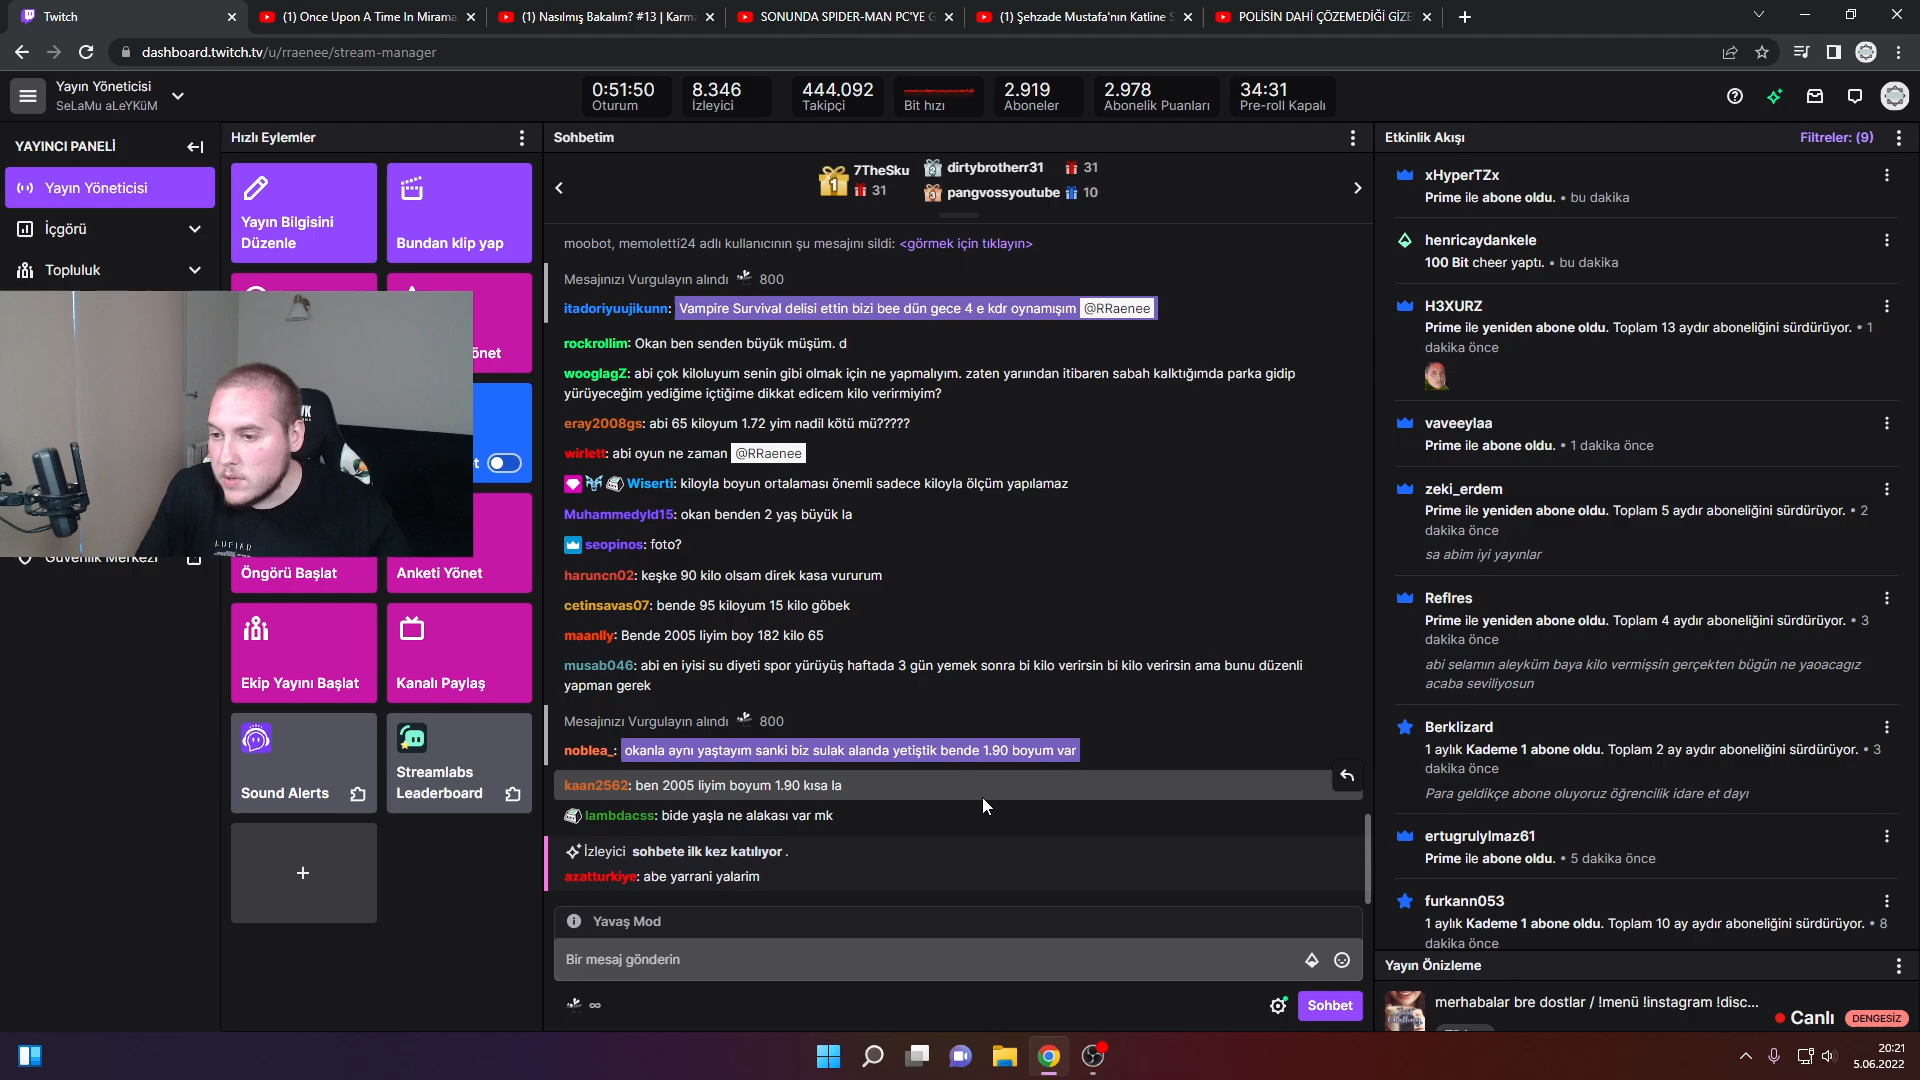 Twitch
(1) Once Upon A Time In Mirama
(1) Nasılmış Bakalım? #13 | Karma
SONUNDA SPIDER-MAN PC'YE G
(1) Şehzade Mustafa'nın Katline S
POLİSİN DAHİ ÇÖZEMEDİĞİ GİZE
dashboard.twitch.tv/u/rraenee/stream-manager
Yayın Yöneticisi
SeLaMu aLeYKüM
0:51:50
Oturum
8.346
İzleyici
444.092
Takipçi
Bit hızı
2.919
Aboneler
2.978
Abonelik Puanları
34:31
Pre-roll Kapalı
YAYINCI PANELİ
Yayın Yöneticisi
İçgörü
Topluluk
Güvenlik Merkezi
Hızlı Eylemler
Yayın Bilgisini
Düzenle
Bundan klip yap
önet
t
Öngörü Başlat
Anketi Yönet
Ekip Yayını Başlat
Kanalı Paylaş
Sound Alerts
Streamlabs
Leaderboard
Sohbetim
1 7TheSku 31
2 dirtybrotherr31 31
3 pangvossyoutube 10
moobot, memoletti24 adlı kullanıcının şu mesajını sildi: <görmek için tıklayın>
Mesajınızı Vurgulayın alındı 800
itadoriyuujikunn: Vampire Survival delisi ettin bizi bee dün gece 4 e kdr oynamışım @RRaenee
rockrollim: Okan ben senden büyük müşüm. d
wooglagZ: abi çok kiloluyum senin gibi olmak için ne yapmalıyım. zaten yarından itibaren sabah kalktığımda parka gidip
yürüyeceğim yediğime içtiğime dikkat edicem kilo verirmiyim?
eray2008gs: abi 65 kiloyum 1.72 yim nadil kötü mü?????
wirlett: abi oyun ne zaman @RRaenee
Wiserti: kiloyla boyun ortalaması önemli sadece kiloyla ölçüm yapılamaz
Muhammedyld15: okan benden 2 yaş büyük la
seopinos: foto?
haruncn02: keşke 90 kilo olsam direk kasa vururum
cetinsavas07: bende 95 kiloyum 15 kilo göbek
maanlly: Bende 2005 liyim boy 182 kilo 65
musab046: abi en iyisi su diyeti spor yürüyüş haftada 3 gün yemek sonra bi kilo verirsin bi kilo verirsin ama bunu düzenli
yapman gerek
Mesajınızı Vurgulayın alındı 800
noblea_: okanla aynı yaştayım sanki biz sulak alanda yetiştik bende 1.90 boyum var
kaan2562: ben 2005 liyim boyum 1.90 kısa la
lambdacss: bide yaşla ne alakası var mk
İzleyici sohbete ilk kez katılıyor .
azatturkiye: abe yarrani yalarim
Yavaş Mod
Bir mesaj gönderin
∞
Sohbet
Etkinlik Akışı
Filtreler: (9)
xHyperTZx
Prime ile abone oldu. • bu dakika
henricaydankele
100 Bit cheer yaptı. • bu dakika
H3XURZ
Prime ile yeniden abone oldu. Toplam 13 aydır aboneliğini sürdürüyor. • 1
dakika önce
vaveeylaa
Prime ile abone oldu. • 1 dakika önce
zeki_erdem
Prime ile yeniden abone oldu. Toplam 5 aydır aboneliğini sürdürüyor. • 2
dakika önce
sa abim iyi yayınlar
Reflres
Prime ile yeniden abone oldu. Toplam 4 aydır aboneliğini sürdürüyor. • 3
dakika önce
abi selamın aleyküm baya kilo vermişsin gerçekten bügün ne yaoacagız
acaba seviliyosun
Berklizard
1 aylık Kademe 1 abone oldu. Toplam 2 ay aydır aboneliğini sürdürüyor. • 3
dakika önce
Para geldikçe abone oluyoruz öğrencilik idare et dayı
ertugrulylmaz61
Prime ile abone oldu. • 5 dakika önce
furkann053
1 aylık Kademe 1 abone oldu. Toplam 10 ay aydır aboneliğini sürdürüyor. • 8
dakika önce
Yayın Önizleme
merhabalar bre dostlar / !menü !instagram !disc...
Canlı
DENGESİZ
20:21
5.06.2022